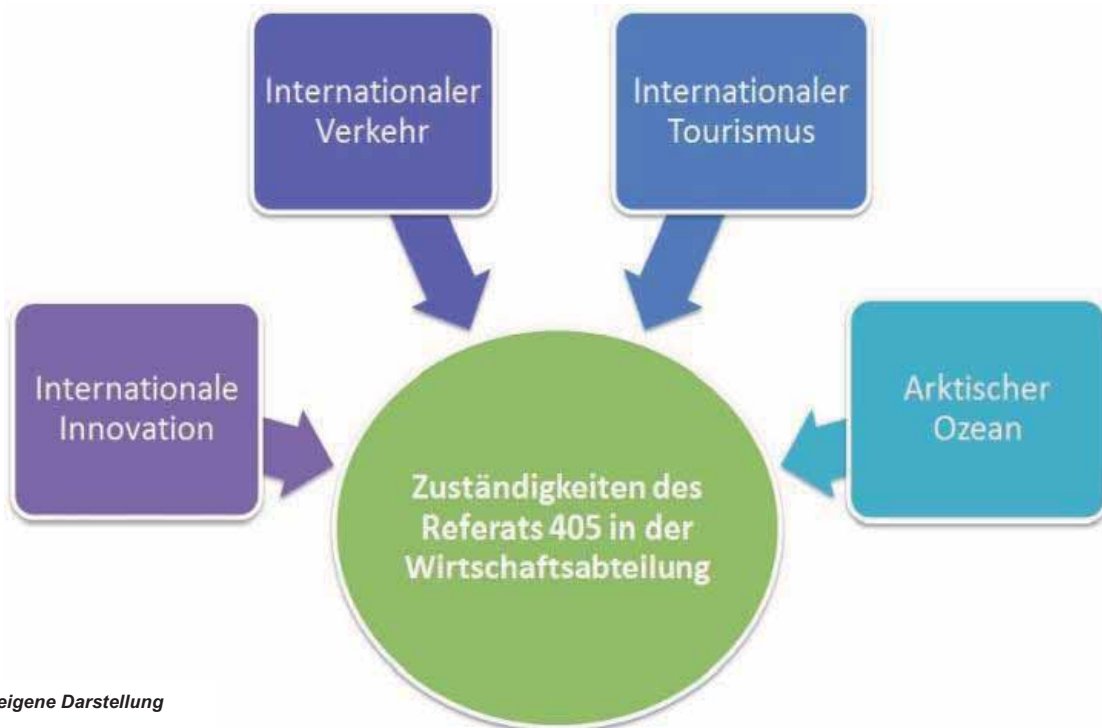 Internationaler
Verkehr
Internationaler
Tourismus
Internationale
Innovation
Arktischer
Ozean
Zuständigkeiten des
Referats 405 in der
Wirtschaftsabteilung
eigene Darstellung